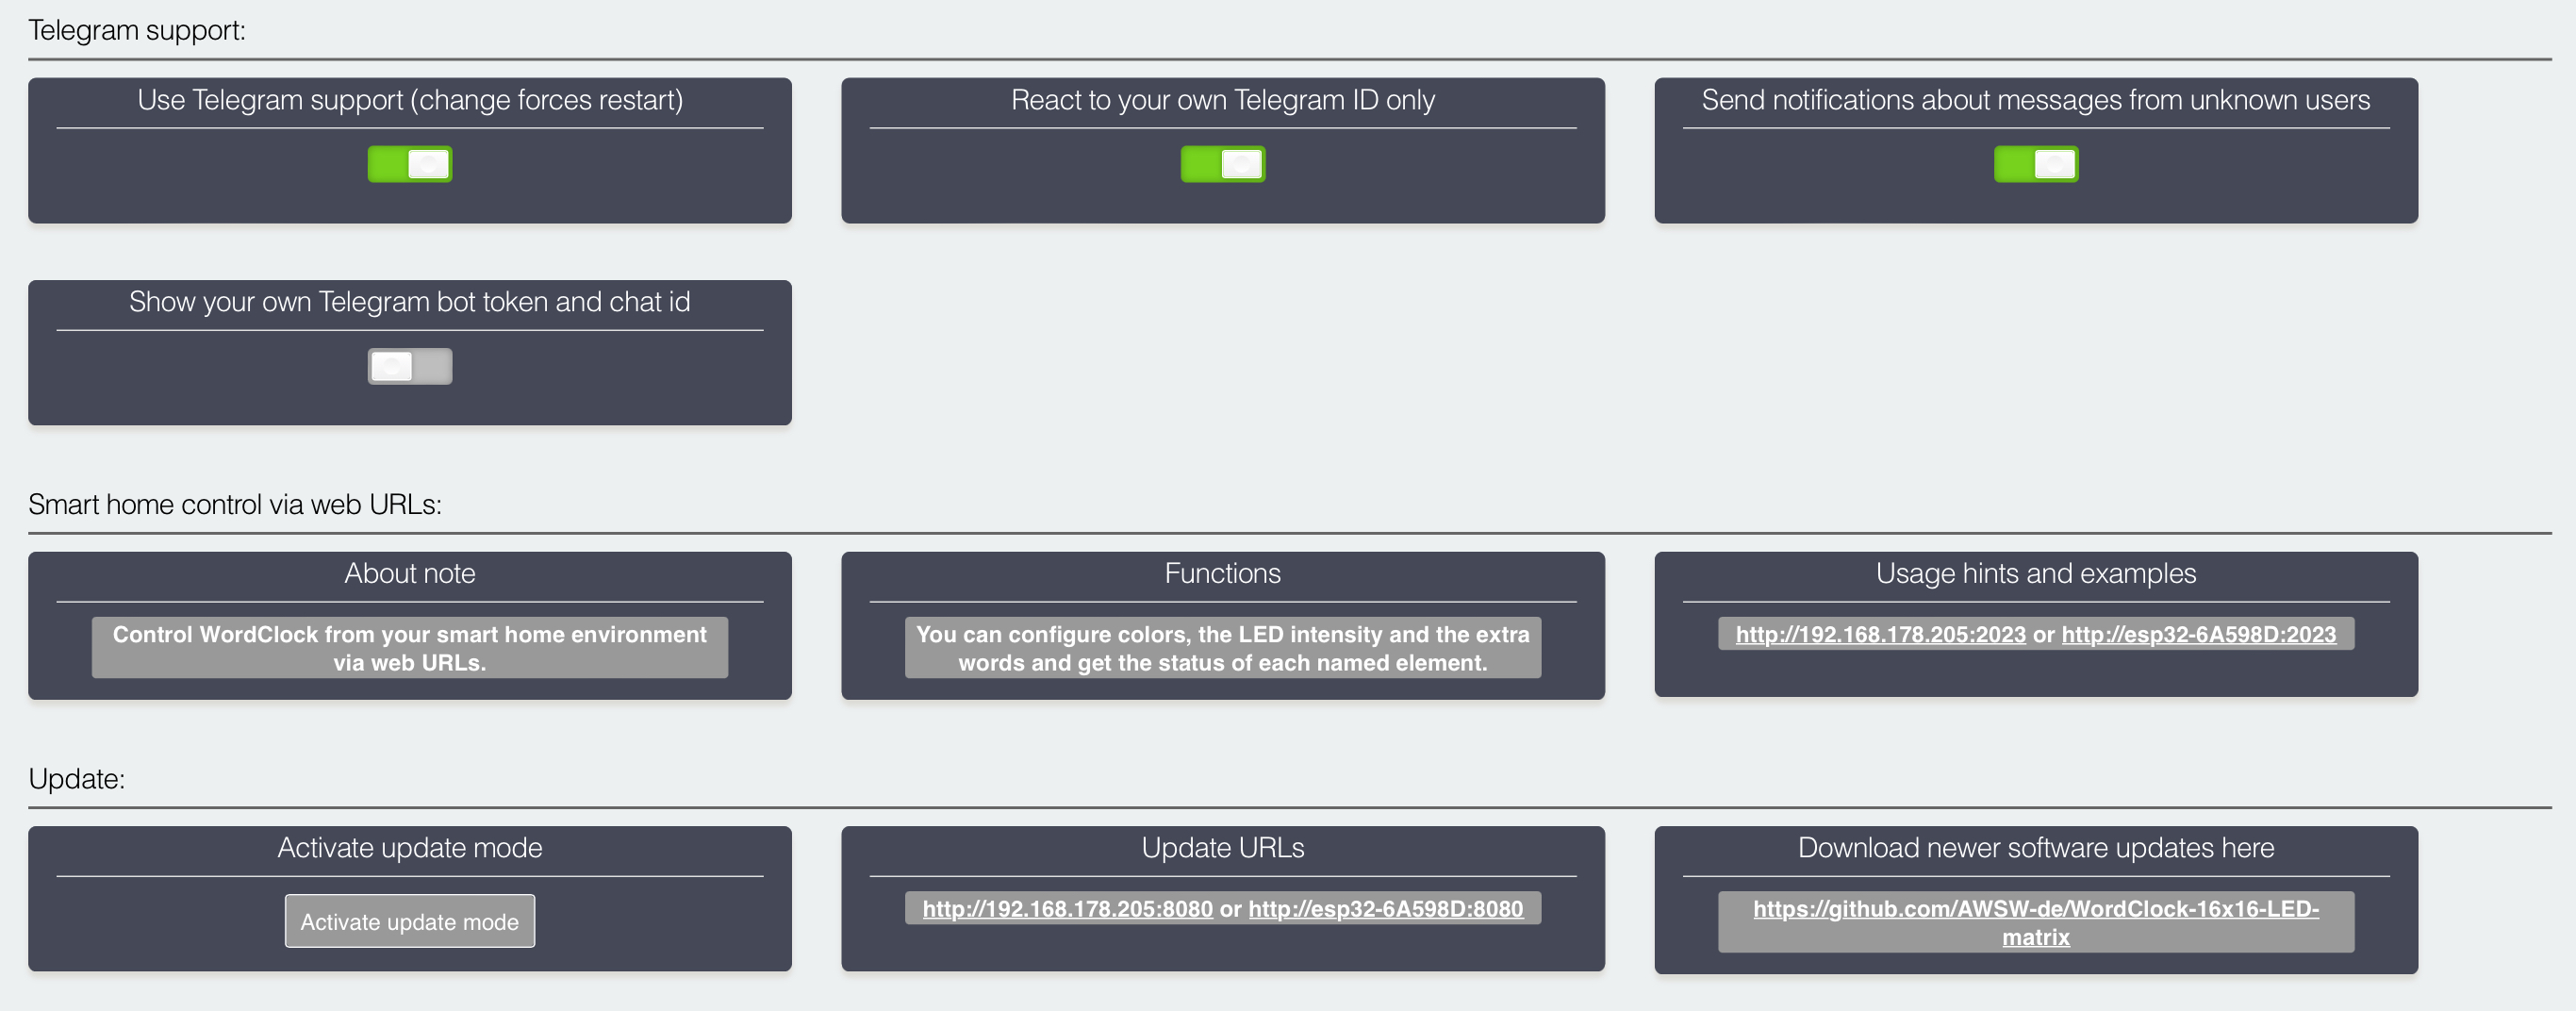 Telegram support:
Use Telegram support (change forces restart)
React to your own Telegram ID only
Send notifications about messages from unknown users
Show your own Telegram bot token and chat id
Smart home control via web URLs:
About note
Control WordClock from your smart home environment
via web URLs.
Functions
You can configure colors, the LED intensity and the extra
words and get the status of each named element.
Usage hints and examples
http://192.168.178.205:2023 or http://esp32-6A598D:2023
Update:
Activate update mode
Activate update mode
Update URLs
http://192.168.178.205:8080 or http://esp32-6A598D:8080
Download newer software updates here
https://github.com/AWSW-de/WordClock-16x16-LED-
matrix